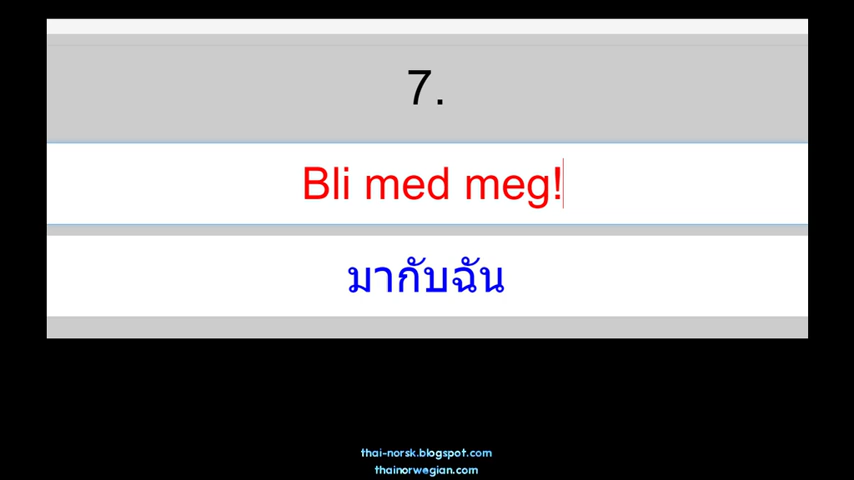 7.
Bli med meg!
มากับฉัน
thai-norsk.blogspot.com
thainorwegian.com